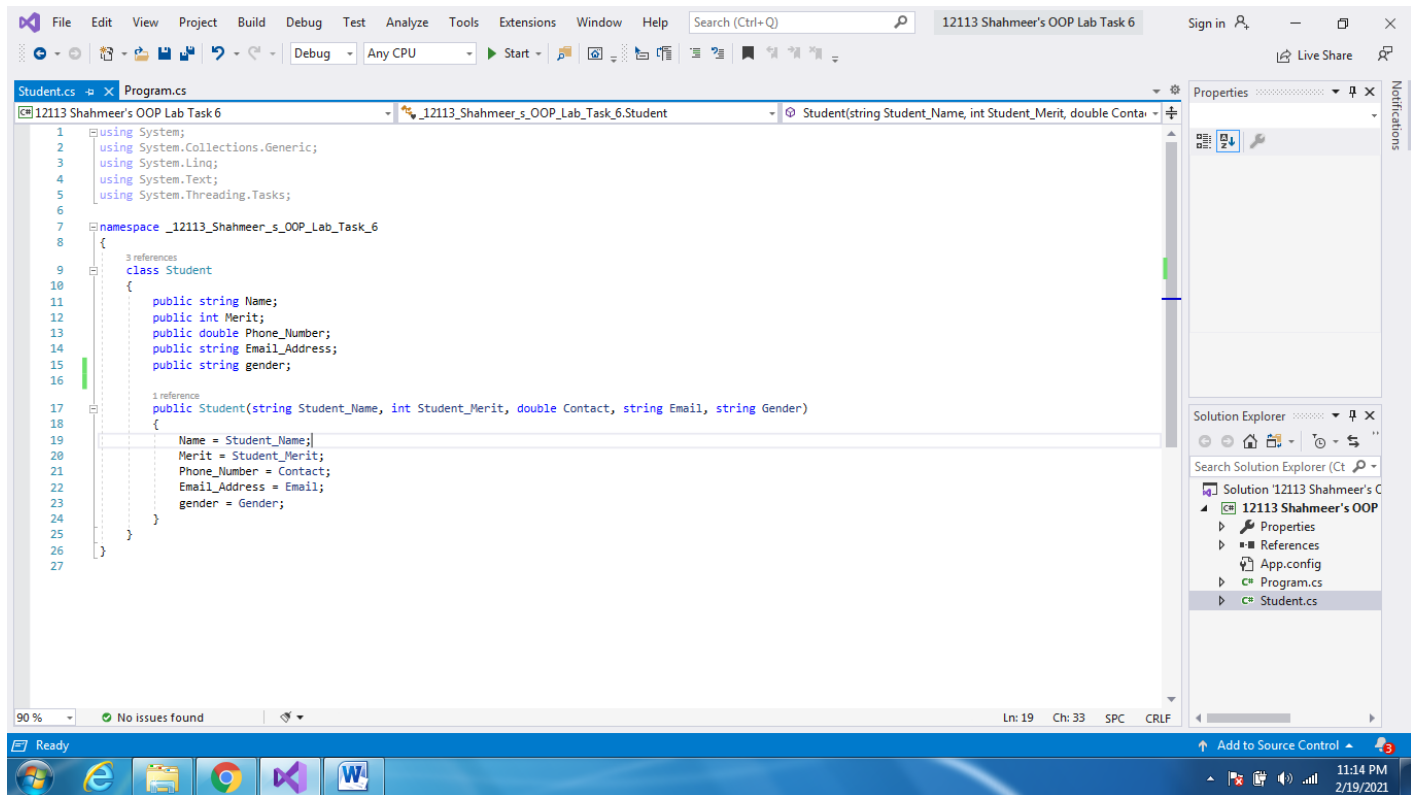 File Edit View Project Build Debug Test Analyze Tools Extensions Window Help Search (Ctrl+Q) 12113 Shahmeer's OOP Lab Task 6 Sign in
Debug Any CPU Start Live Share
Student.cs Program.cs
12113 Shahmeer's OOP Lab Task 6 _12113_Shahmeer_s_OOP_Lab_Task_6.Student Student(string Student_Name, int Student_Merit, double Conta
1 using System;
2 using System.Collections.Generic;
3 using System.Linq;
4 using System.Text;
5 using System.Threading.Tasks;
6
7 namespace _12113_Shahmeer_s_OOP_Lab_Task_6
8 {
3 references
9 class Student
10 {
11 public string Name;
12 public int Merit;
13 public double Phone_Number;
14 public string Email_Address;
15 public string gender;
16
1 reference
17 public Student(string Student_Name, int Student_Merit, double Contact, string Email, string Gender)
18 {
19 Name = Student_Name;
20 Merit = Student_Merit;
21 Phone_Number = Contact;
22 Email_Address = Email;
23 gender = Gender;
24 }
25 }
26 }
27
90 % No issues found Ln: 19 Ch: 33 SPC CRLF
Properties
Notifications
Solution Explorer
Search Solution Explorer (Ct
Solution '12113 Shahmeer's O
12113 Shahmeer's OOP
Properties
References
App.config
C# Program.cs
C# Student.cs
Ready Add to Source Control 3
11:14 PM
2/19/2021